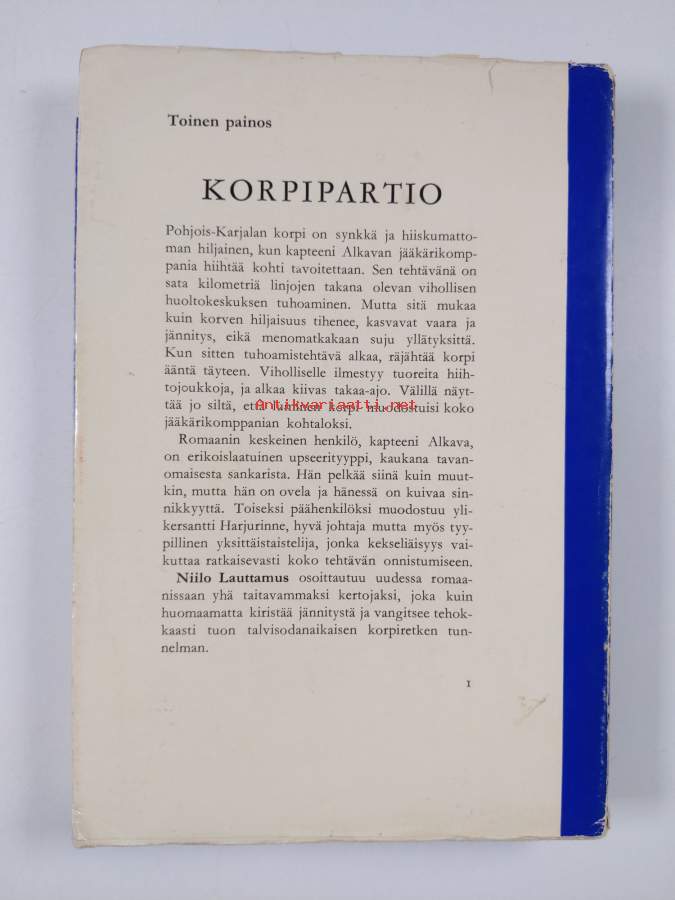 Toinen painos
KORPIPARTIO
Pohjois-Karjalan korpi on synkkä ja hiiskumatto-
man hiljainen, kun kapteeni Alkavan jääkärikomp-
pania hiihtää kohti tavoitettaan. Sen tehtävänä on
sata kilometriä linjojen takana olevan vihollisen
huoltokeskuksen tuhoaminen. Mutta sitä mukaa
kuin korven hiljaisuus tihenee, kasvavat vaara ja
jännitys, eikä menomatkakaan suju yllätyksittä.
Kun sitten tuhoamistehtävä alkaa, räjähtää korpi
ääntä täyteen. Viholliselle ilmestyy tuoreita hiih-
tojoukkoja, ja alkaa kiivas takaa-ajo. Välillä näyt-
tää jo siltä, että luminen korpi muodostuisi koko
Antikvariaatti.net
jääkärikomppanian kohtaloksi.
Romaanin keskeinen henkilö, kapteeni Alkava,
on erikoislaatuinen upseerityyppi, kaukana tavan-
omaisesta sankarista. Hän pelkää siinä kuin muut-
kin, mutta hän on ovela ja hänessä on kuivaa sin-
nikkyyttä. Toiseksi päähenkilöksi muodostuu yli-
kersantti Harjurinne, hyvä johtaja mutta myös tyy-
pillinen yksittäistaistelija, jonka kekseliäisyys vai-
kuttaa ratkaisevasti koko tehtävän onnistumiseen.
Niilo Lauttamus osoittautuu uudessa romaa-
nissaan yhä taitavammaksi kertojaksi, joka kuin
huomaamatta kiristää jännitystä ja vangitsee tehok-
kaasti tuon talvisodanaikaisen korpiretken tun-
nelman.
1